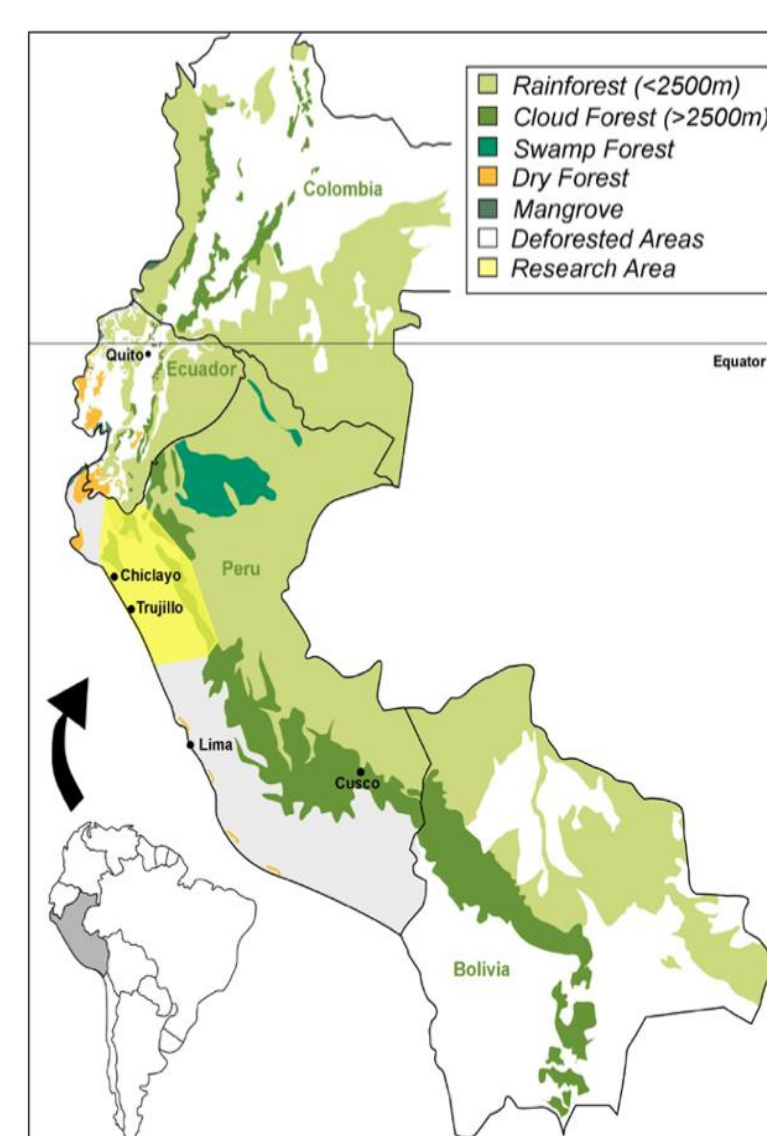 Rainforest (<2500m)
Cloud Forest (>2500m)
Swamp Forest
Dry Forest
Mangrove
Deforested Areas
Research Area
Colombia
Equator
Quito
Ecuador
Peru
Chiclayo
Trujillo
Lima
Cusco
Bolivia